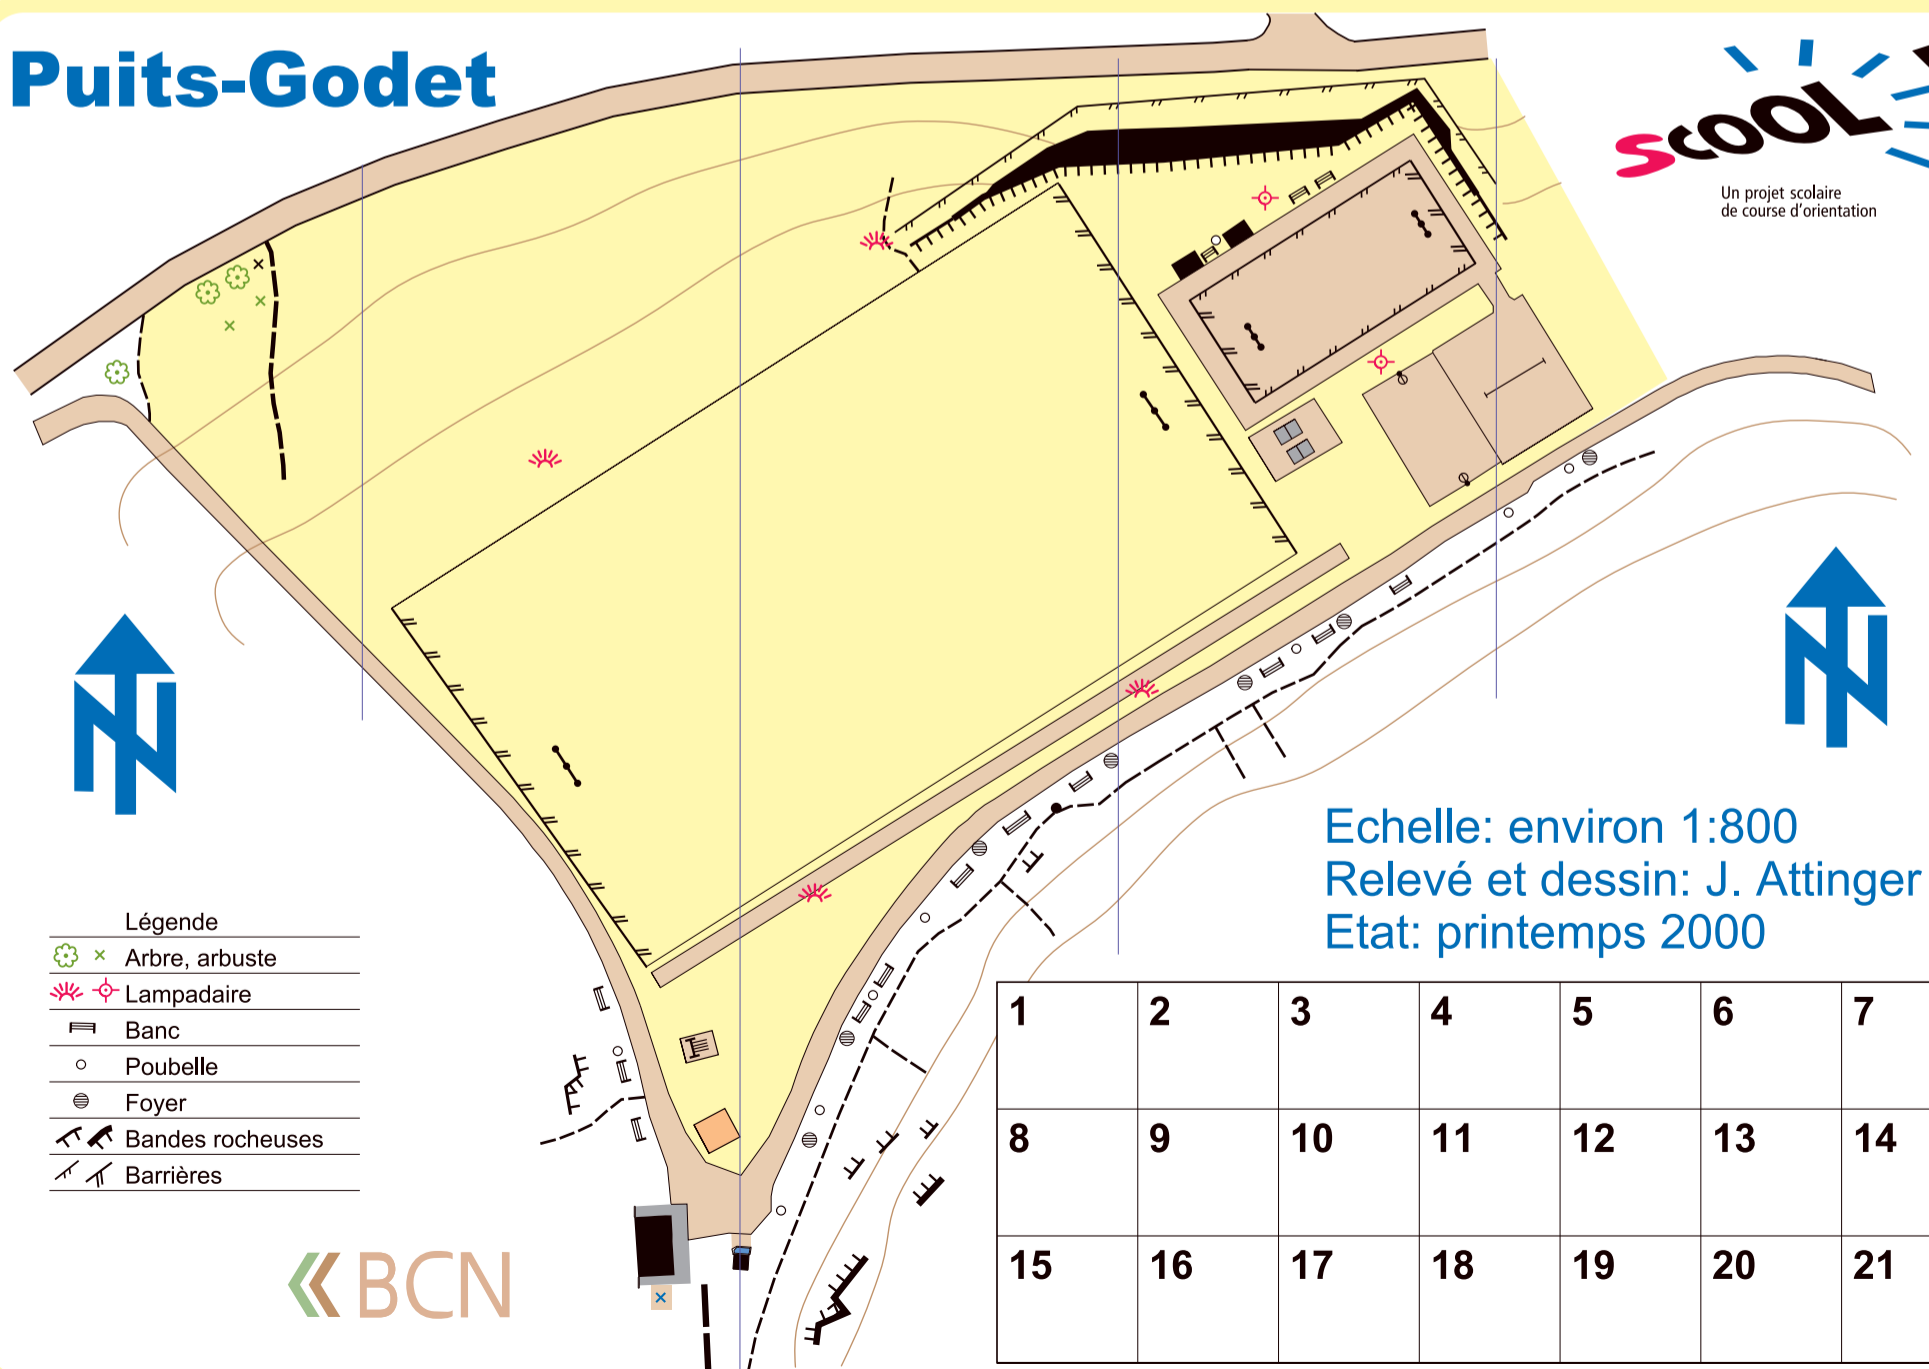 Puits-Godet
SCOOL
Un projet scolaire
de course d'orientation
Echelle: environ 1:800
Relevé et dessin: J. Attinger
Etat: printemps 2000
Légende
Arbre, arbuste
Lampadaire
Banc
Poubelle
Foyer
Bandes rocheuses
Barrières
BCN
1 2 3 4 5 6 7
8 9 10 11 12 13 14
15 16 17 18 19 20 21